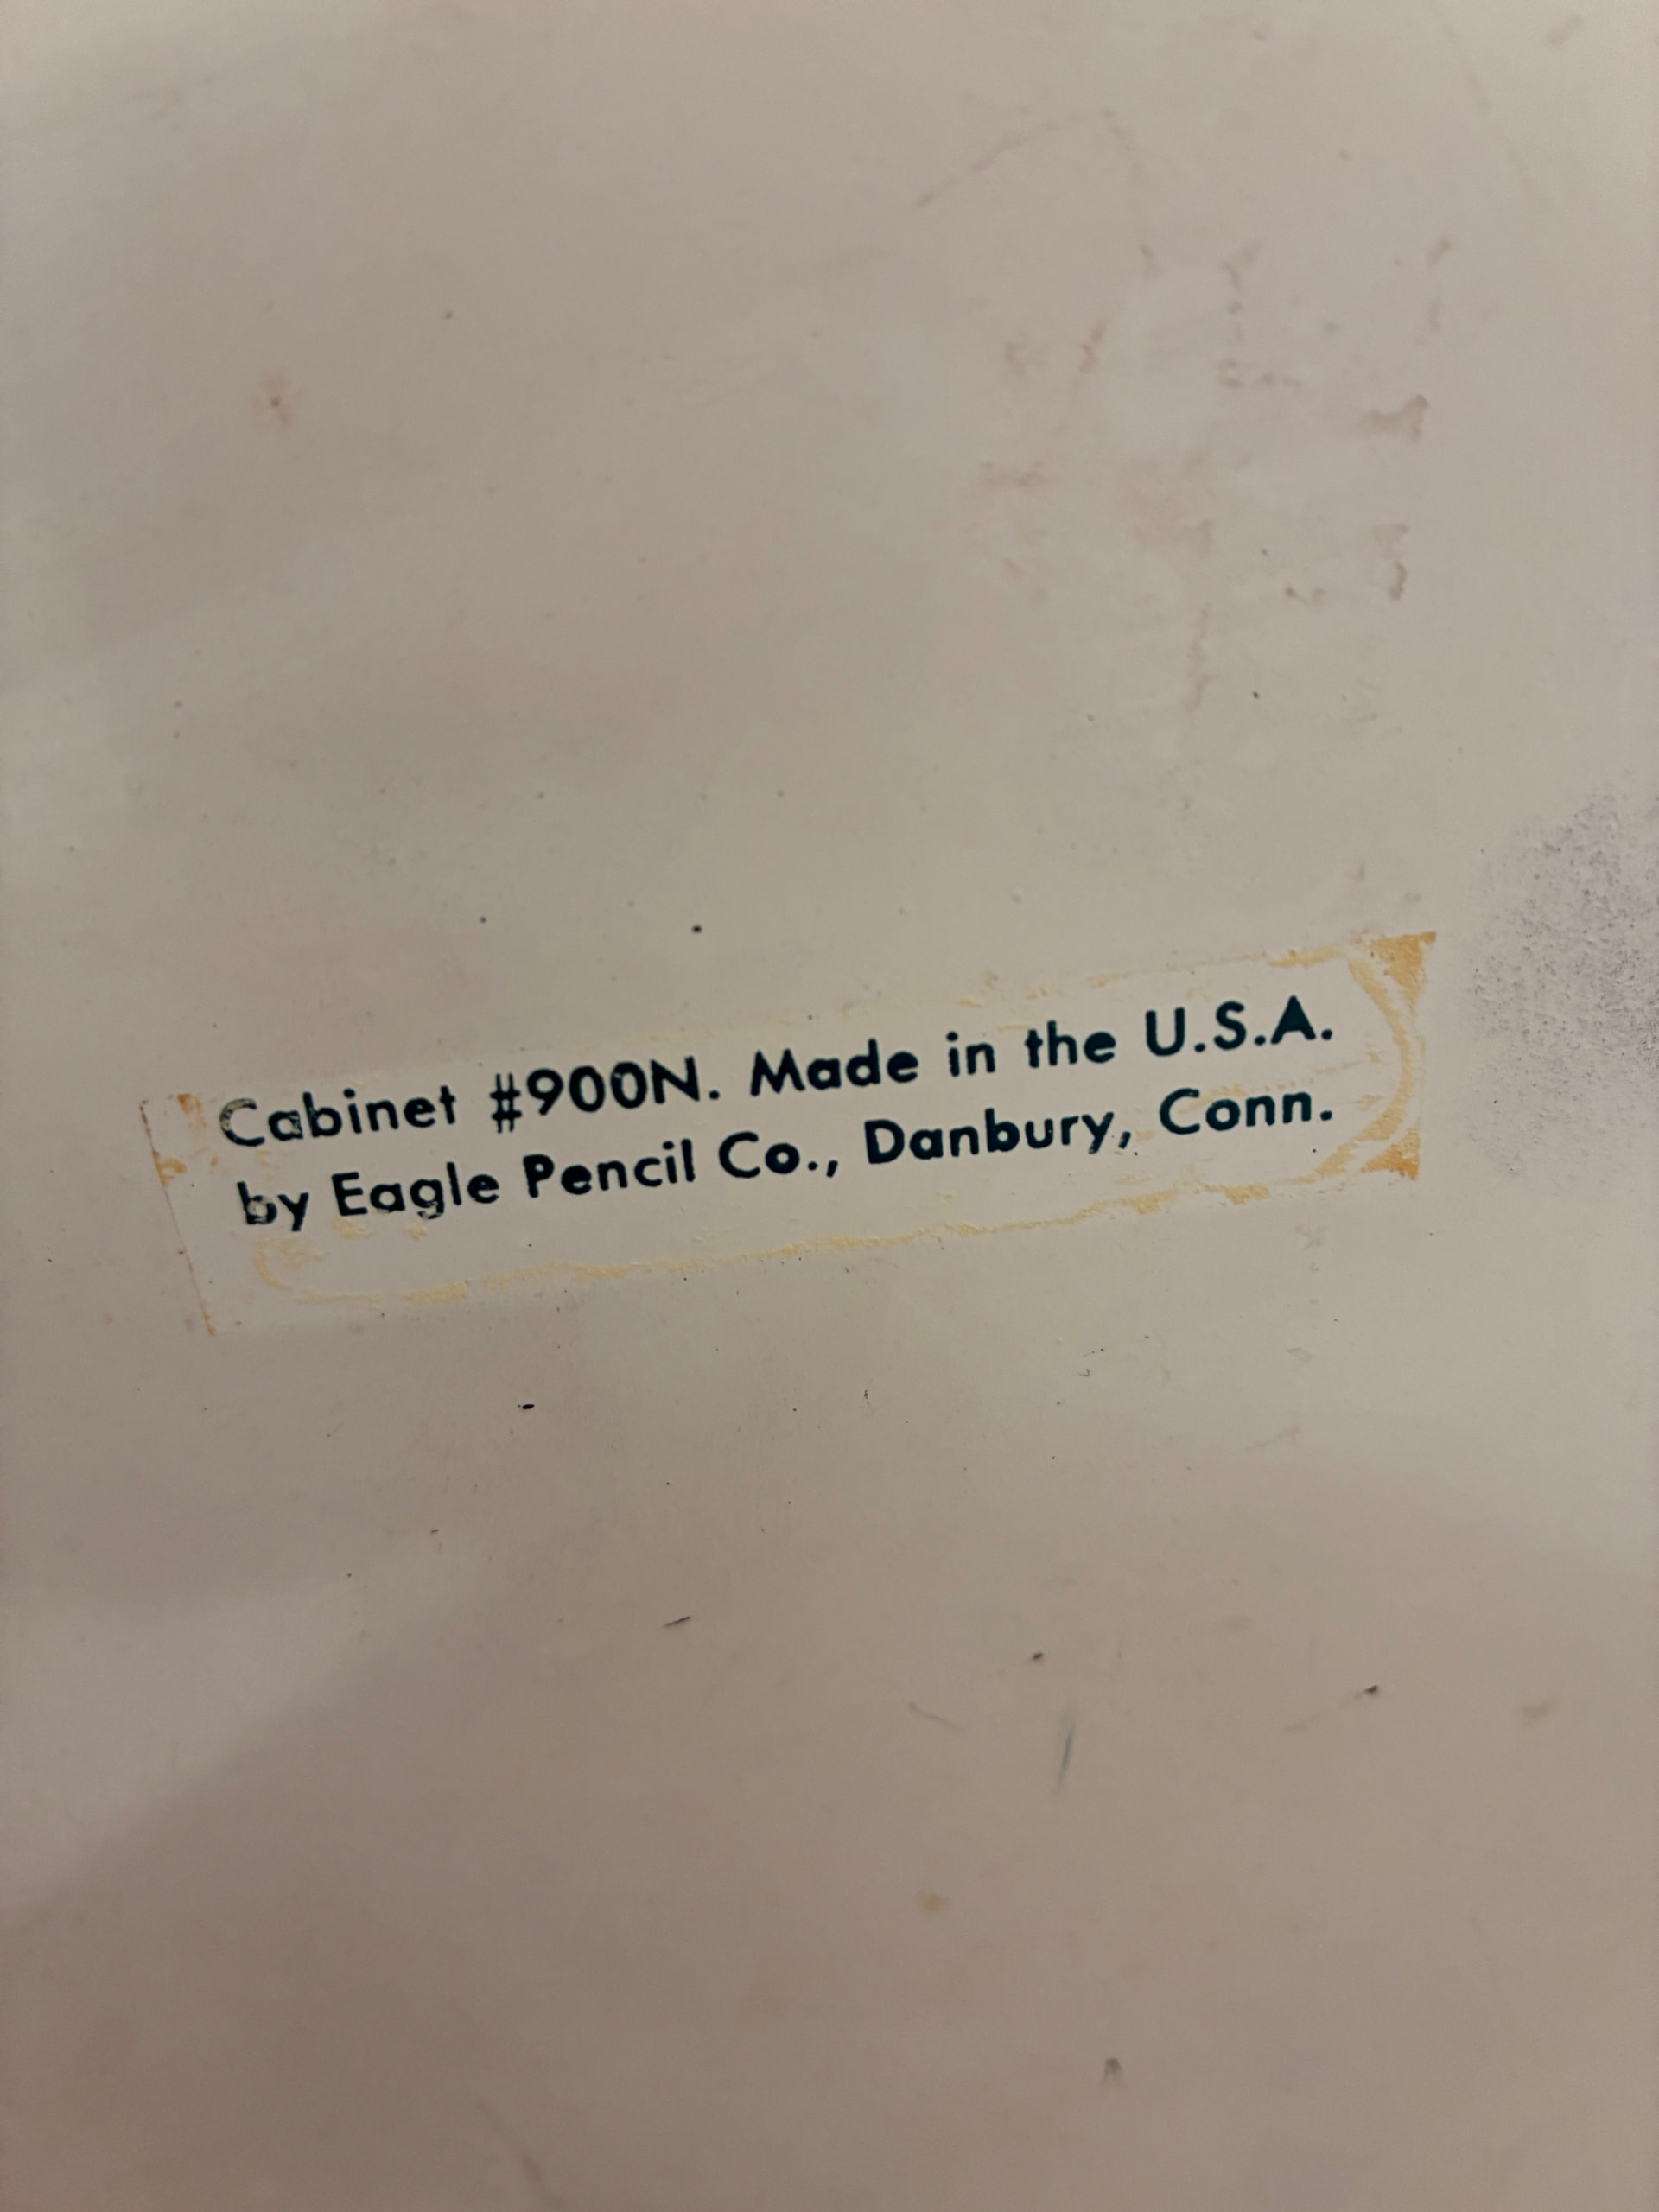 Cabinet #900N. Made in the U.S.A.
by Eagle Pencil Co., Danbury, Conn.